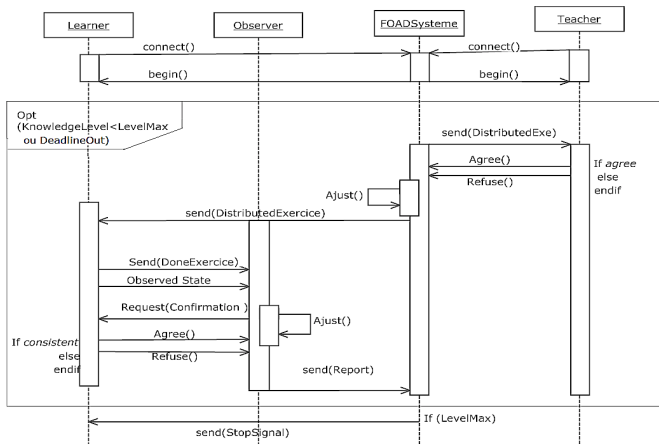 Learner
Observer
FOADSysteme
Teacher
connect()
connect()
begin()
begin()
Opt
(KnowledgeLevel<LevelMax
ou DeadlineOut)
send(DistributedExe)
Agree()
Refuse()
If agree
else
endif
Ajust()
send(DistributedExercice)
Send(DoneExercice)
Observed State
Request(Confirmation )
Ajust()
If consistent
else
endif
Agree()
Refuse()
send(Report)
If (LevelMax)
send(StopSignal)